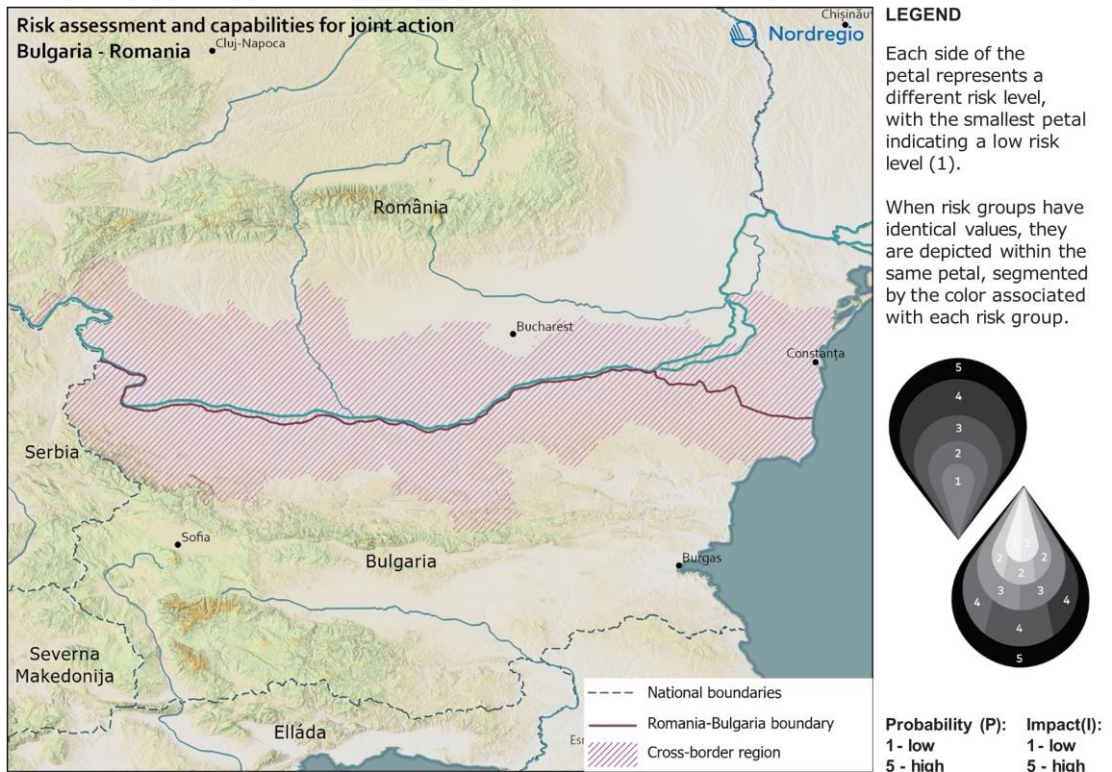 Risk assessment and capabilities for joint action
Bulgaria - Romania
Cluj-Napoca
Chișinău
Nordregio
România
Bucharest
Constanța
Serbia
Sofia
Bulgaria
Burgas
Severna
Makedonija
Elláda
National boundaries
Romania-Bulgaria boundary
Cross-border region
LEGEND
Each side of the
petal represents a
different risk level,
with the smallest petal
indicating a low risk
level (1).
When risk groups have
identical values, they
are depicted within the
same petal, segmented
by the color associated
with each risk group.
5
4
3
2
1
1 1
2 2
2
3 3
4 4
4
5
Probability (P): Impact(I):
1 - low 1 - low
5 - high 5 - high